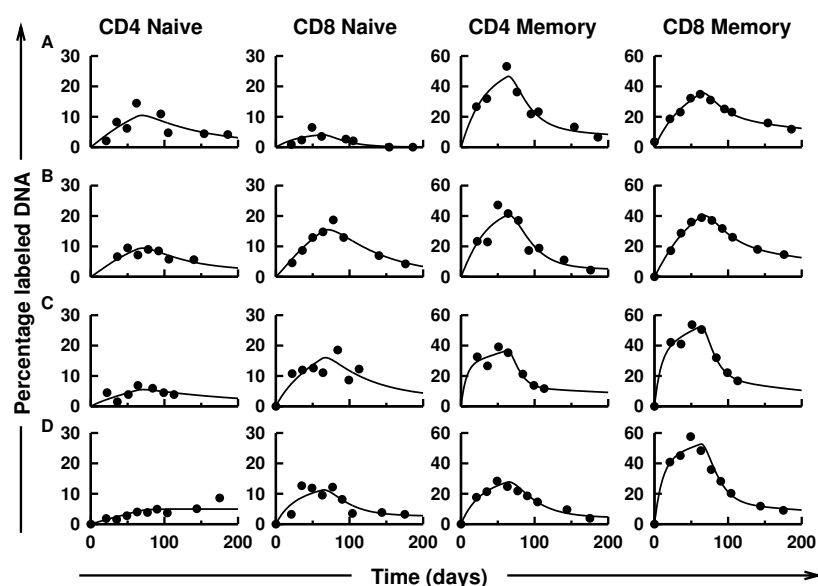 CD4 Naive CD8 Naive CD4 Memory CD8 Memory
A
30 30 60 60
20 20 40 40
10 10 20 20
0 0 0 0
B
30 30 60 60
20 20 40 40
10 10 20 20
0 0 0 0
C
30 30 60 60
20 20 40 40
10 10 20 20
0 0 0 0
D
30 30 60 60
20 20 40 40
10 10 20 20
0 0 0 0
0 100 200 0 100 200 0 100 200 0 100 200
Percentage labeled DNA
Time (days)